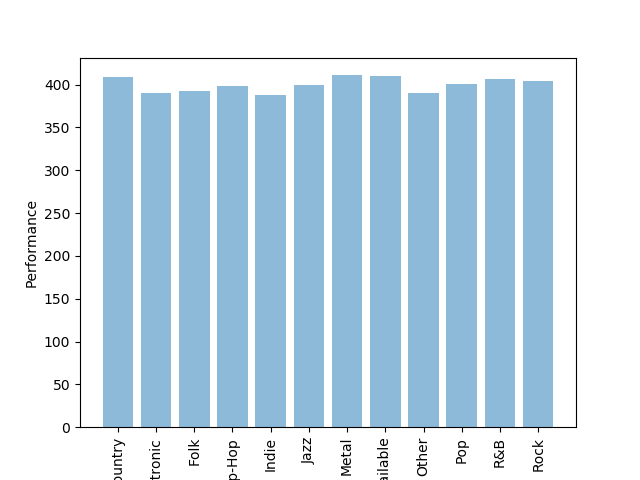 400
350
300
250
200
150
100
50
0
Performance
ountry
tronic
Folk
p-Hop
Indie
Jazz
Metal
ailable
Other
Pop
R&B
Rock